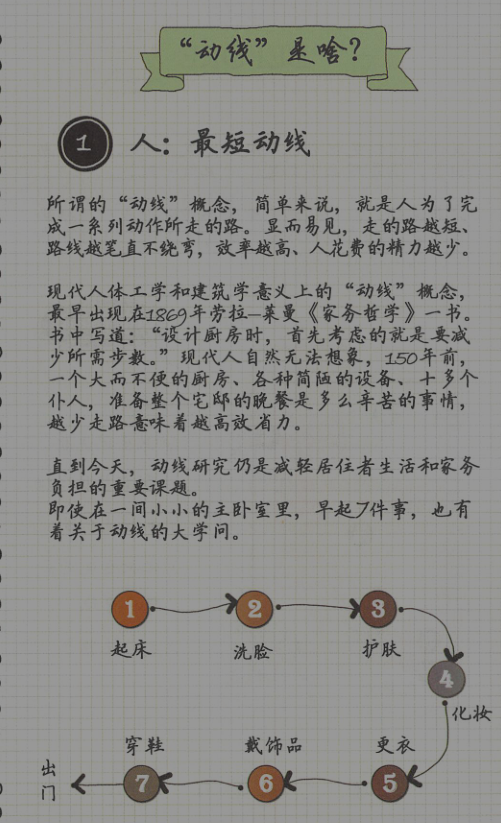 “动线”是啥？
1 人：最短动线
所谓的“动线”概念，简单来说，就是人为了完
成一系列动作所走的路。显而易见，走的路越短、
路线越笔直不绕弯，效率越高、人花费的精力越少。
现代人体工学和建筑学意义上的“动线”概念，
最早出现在1869年劳拉—莱曼《家务哲学》一书。
书中写道：“设计厨房时，首先考虑的就是要减
少所需步数。”现代人自然无法想象，150年前，
一个大而不便的厨房、各种简陋的设备、十多个
仆人，准备整个宅邸的晚餐是多么辛苦的事情，
越少走路意味着越高效省力。
直到今天，动线研究仍是减轻居住者生活和家务
负担的重要课题。
即使在一间小小的主卧室里，早起7件事，也有
着关于动线的大学问。
1 2 3
起床 洗脸 护肤
4
化妆
穿鞋 戴饰品 更衣
出门 7 6 5